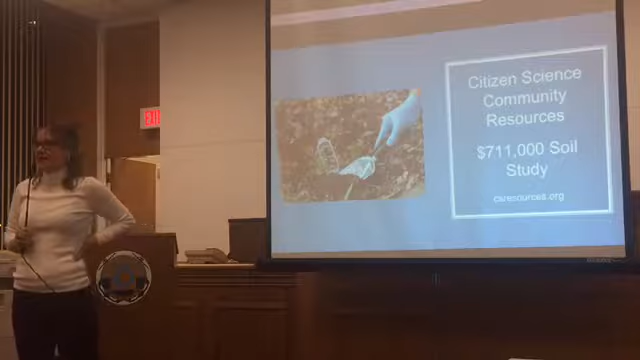 EXIT
Citizen Science
Community
Resources
$711,000 Soil
Study
csresources.org